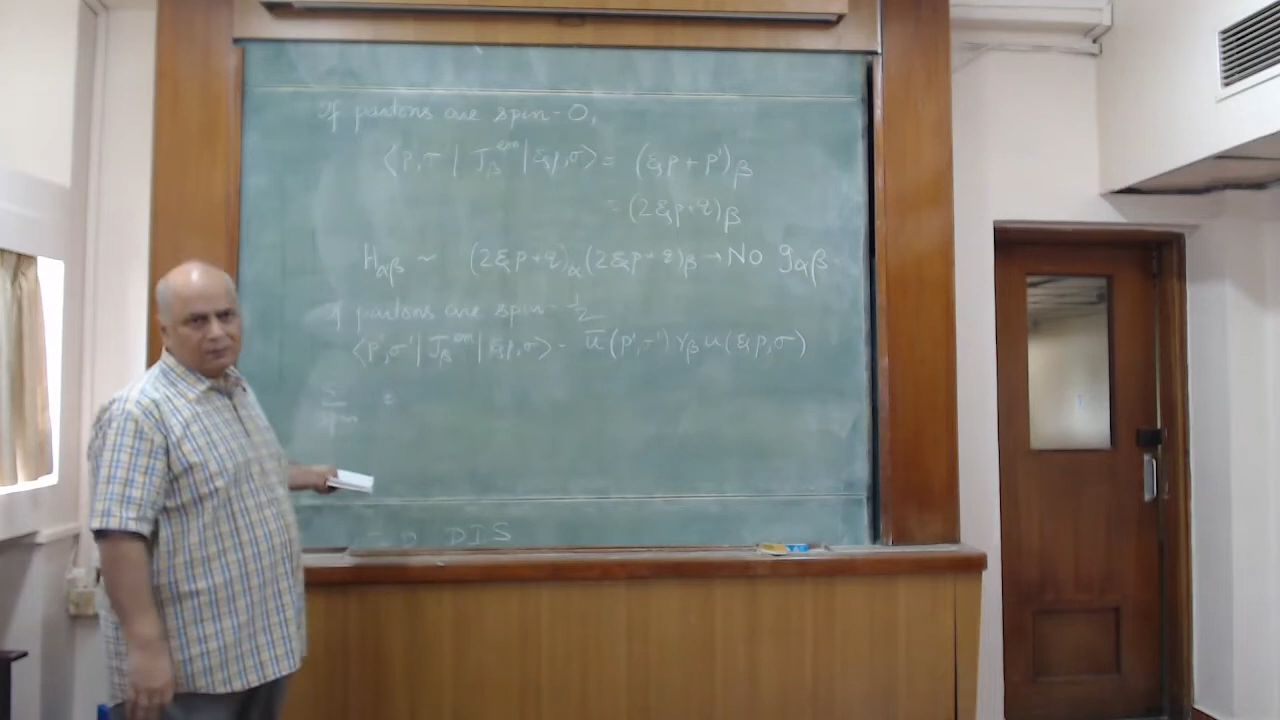 If partons are spin-0,
⟨p,σ | J_β^em | ξp,σ⟩ = (ξp + p')_β
= (2ξp+q)_β
H_αβ ~ (2ξp+q)_α (2ξp+q)_β → No g_αβ.
If partons are spin-1/2
⟨p',σ' | J_β^em | ξp,σ⟩ - ū(p',σ') γ_β u(ξp,σ)
Σ_spin =
DIS